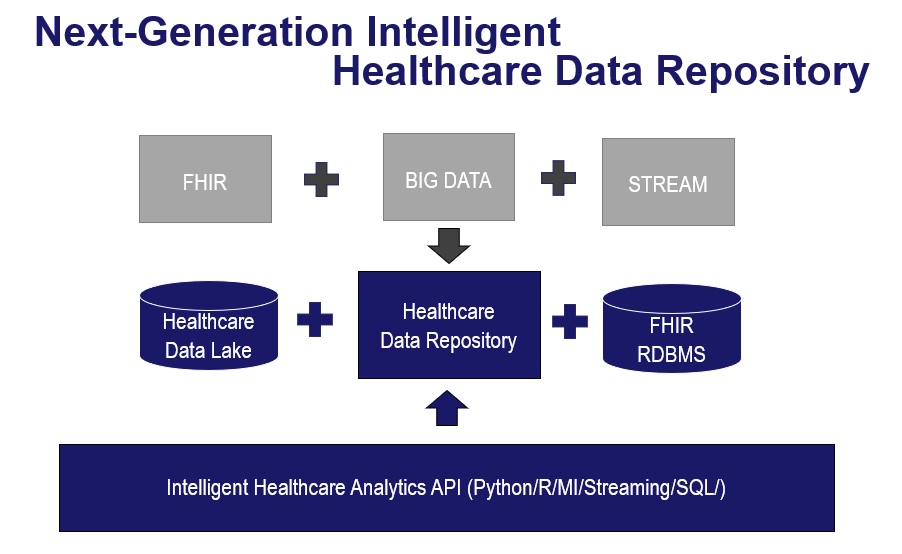 Next-Generation Intelligent
Healthcare Data Repository
FHIR
BIG DATA
STREAM
Healthcare
Data Lake
Healthcare
Data Repository
FHIR
RDBMS
Intelligent Healthcare Analytics API (Python/R/MI/Streaming/SQL/)